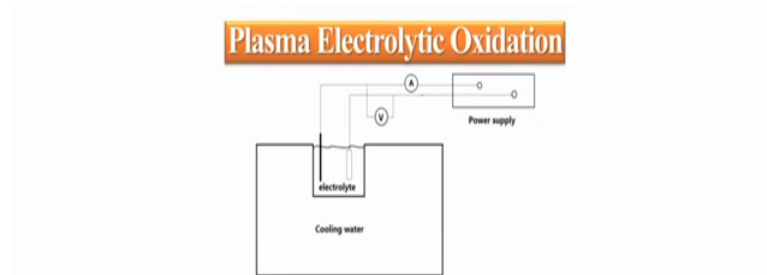 Plasma Electrolytic Oxidation
A
V
Power supply
electrolyte
Cooling water